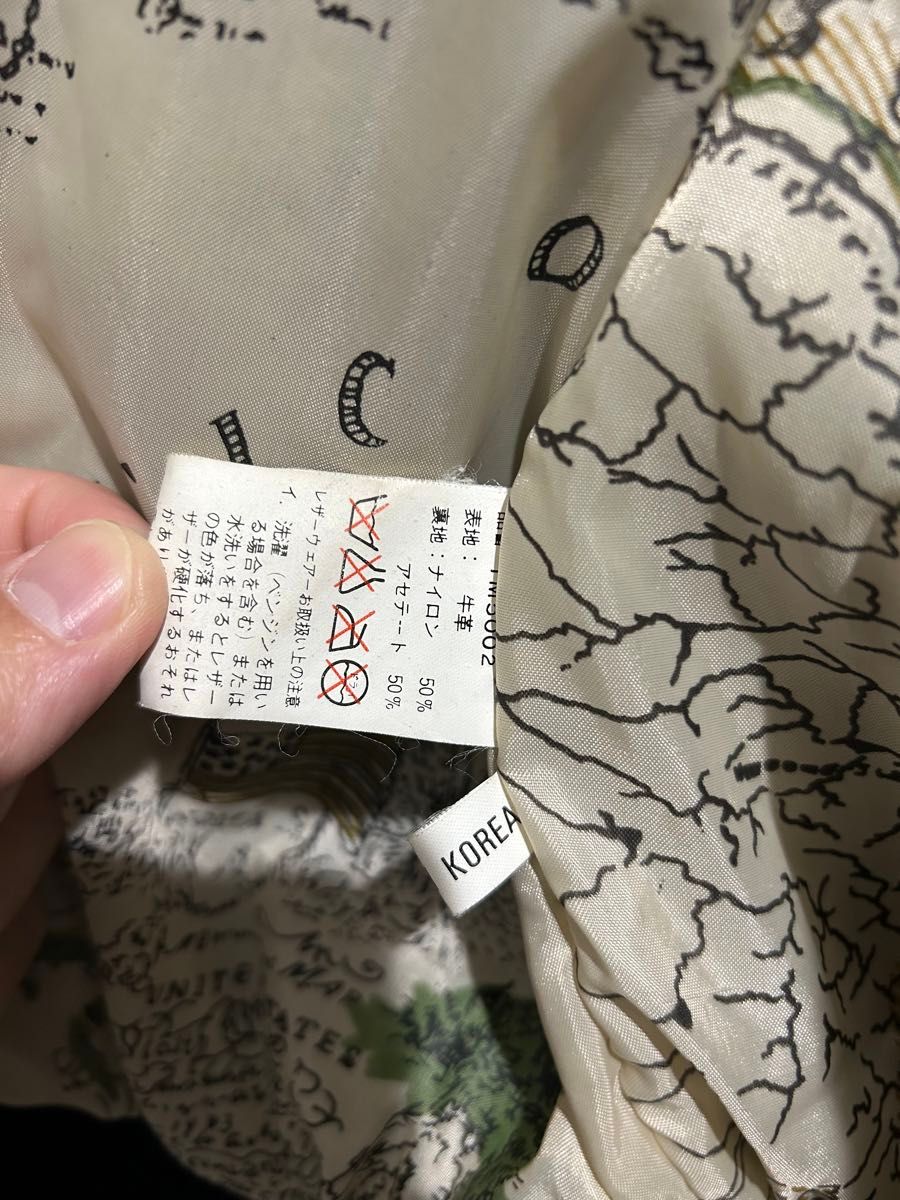 表地： 牛革
裏地：ナイロン 50%
アセテート 50%
レザーウェアーお取扱い上の注意
イ. 洗濯（ベンジンを用い
る場合を含む）または
水洗いをするとレザー
の色が落ち、またはレ
ザーが硬化するおそれ
があり
KOREA
UNITE
ATES